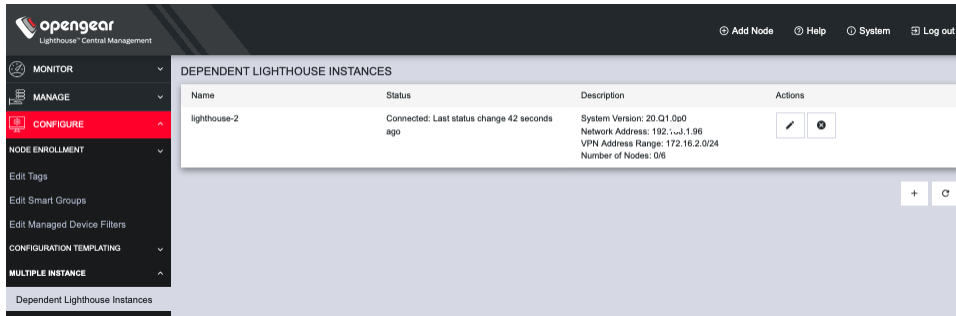 opengear
Lighthouse™ Central Management
Add Node Help System Log out
MONITOR
MANAGE
CONFIGURE
NODE ENROLLMENT
Edit Tags
Edit Smart Groups
Edit Managed Device Filters
CONFIGURATION TEMPLATING
MULTIPLE INSTANCE
Dependent Lighthouse Instances
DEPENDENT LIGHTHOUSE INSTANCES
Name Status Description Actions
lighthouse-2
Connected: Last status change 42 seconds
ago
System Version: 20.Q1.0p0
Network Address:
VPN Address Range: 172.16.2.0/24
Number of Nodes: 0/6